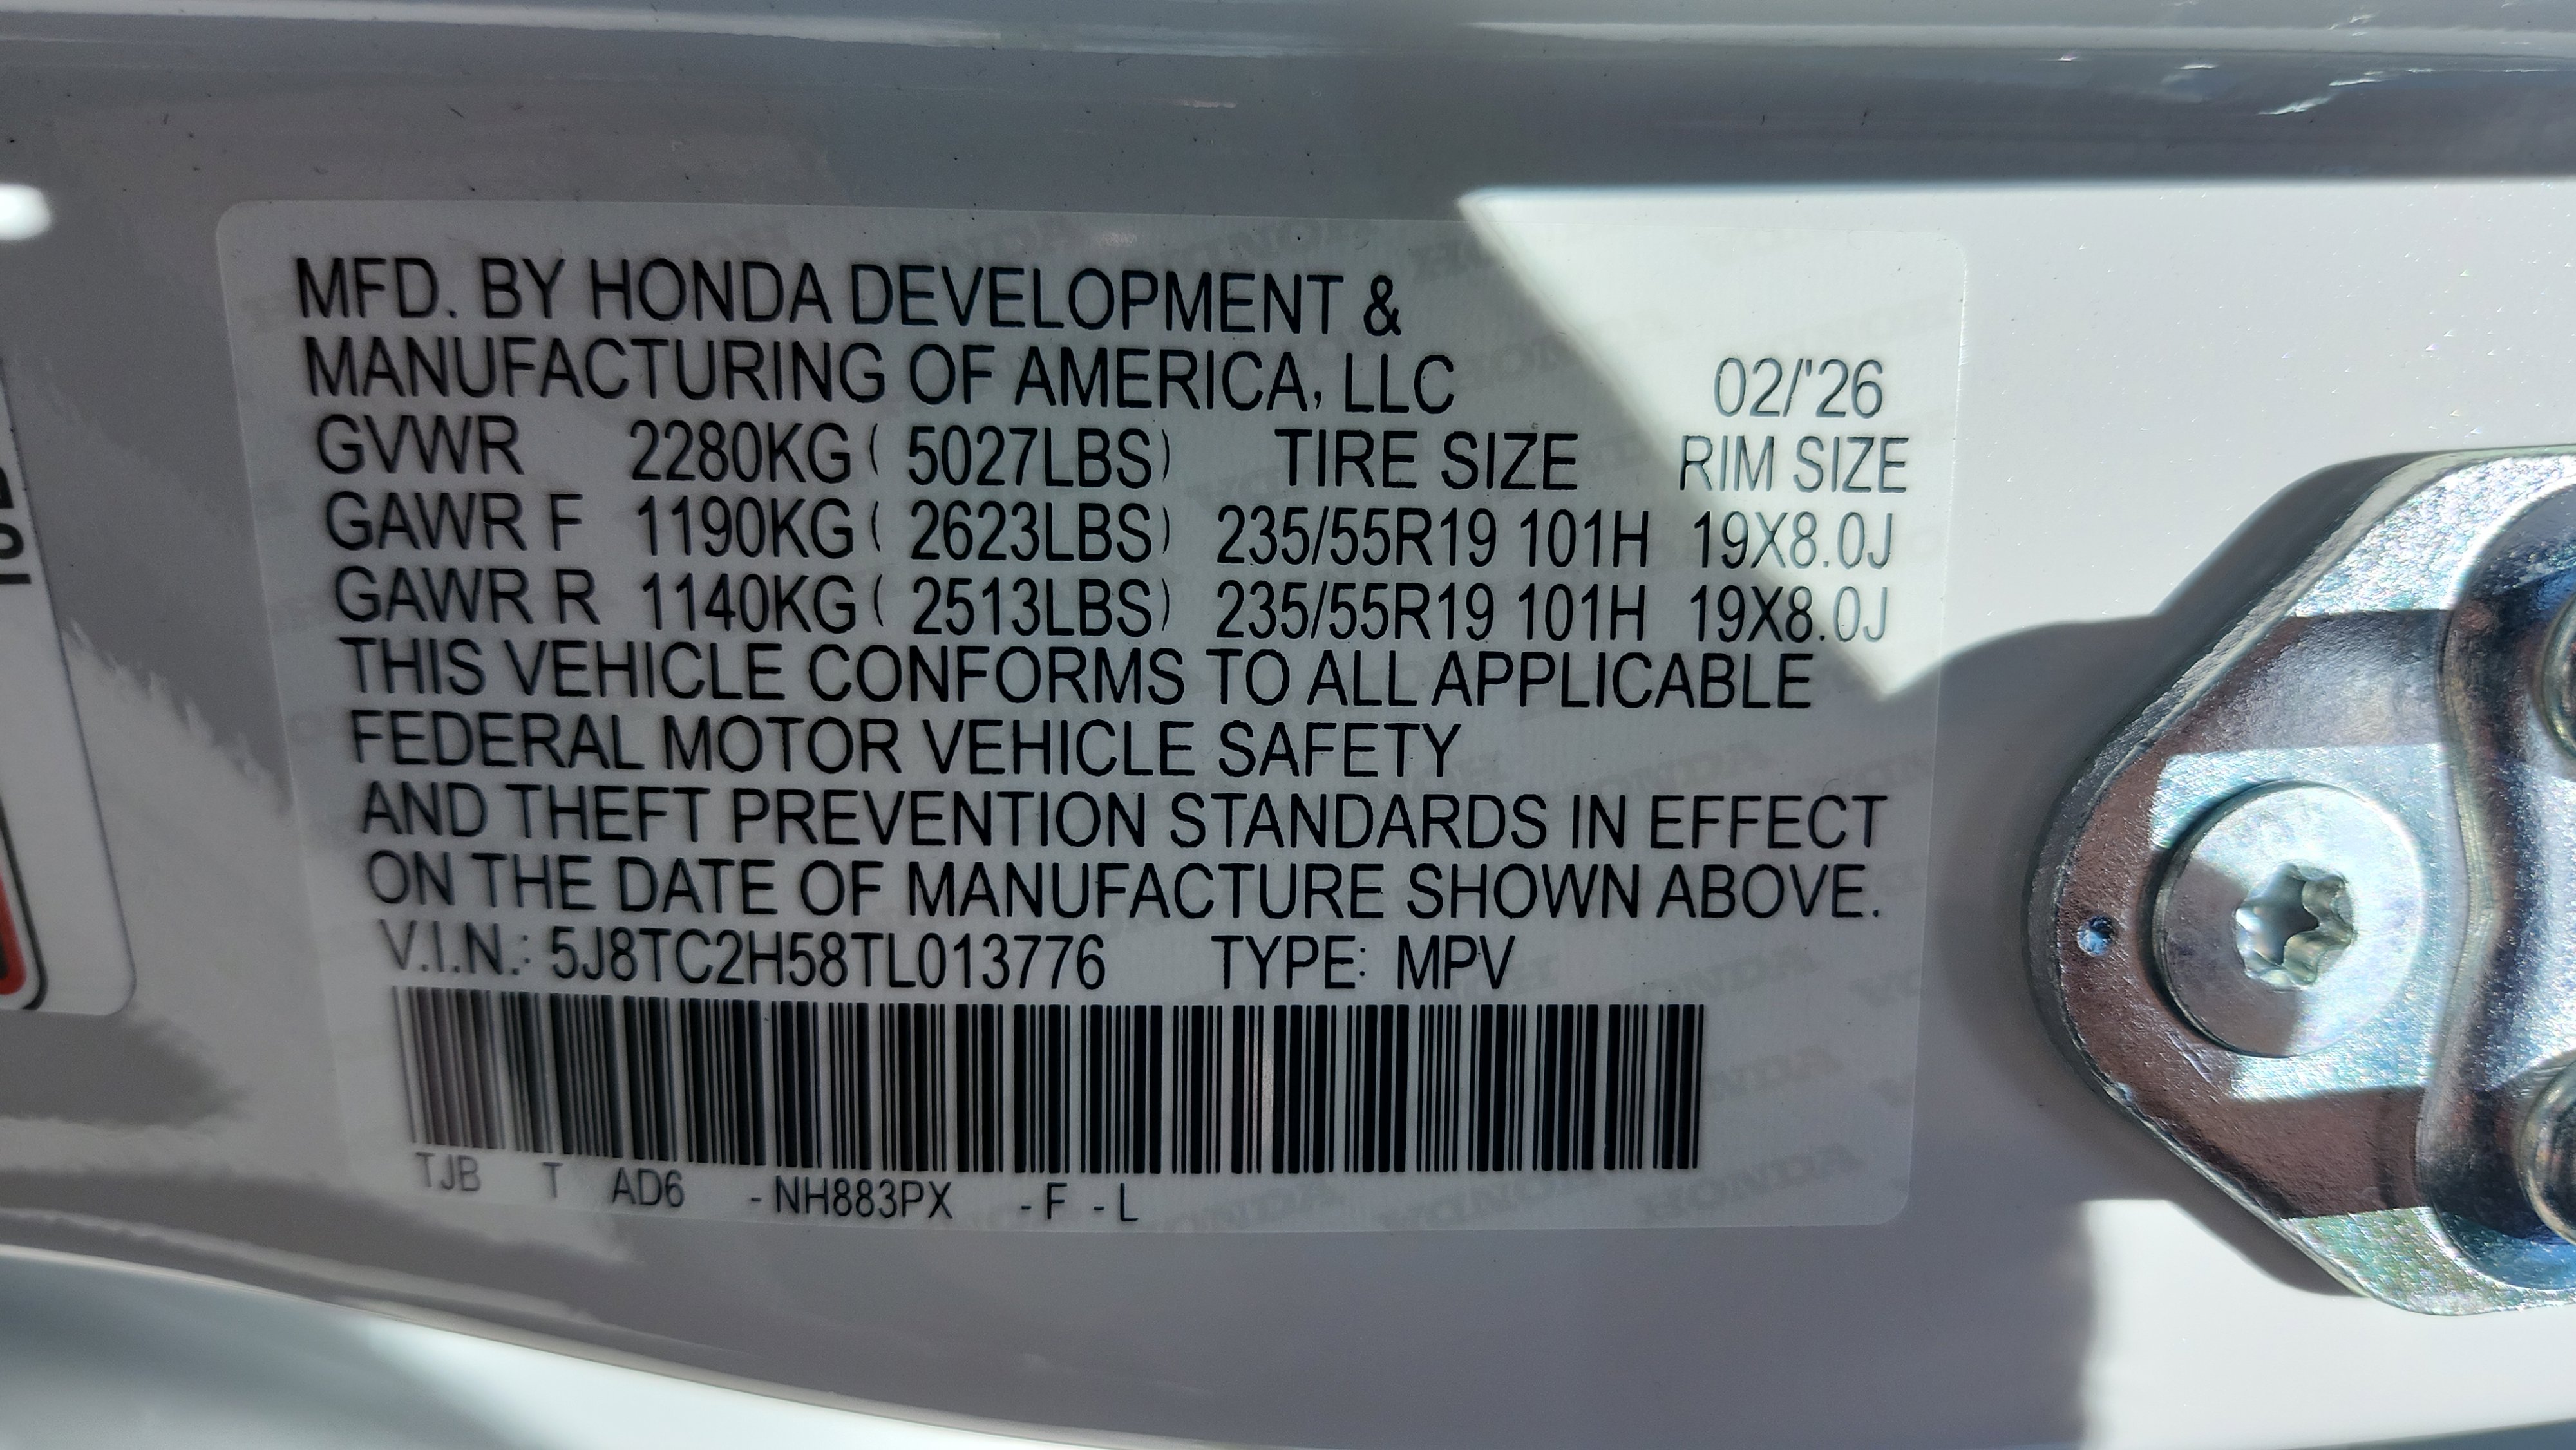 MFD. BY HONDA DEVELOPMENT &
MANUFACTURING OF AMERICA, LLC 02/'26
GVWR 2280KG ( 5027LBS) TIRE SIZE RIM SIZE
GAWR F 1190KG ( 2623LBS) 235/55R19 101H 19X8.0J
GAWR R 1140KG ( 2513LBS) 235/55R19 101H 19X8.0J
THIS VEHICLE CONFORMS TO ALL APPLICABLE
FEDERAL MOTOR VEHICLE SAFETY
AND THEFT PREVENTION STANDARDS IN EFFECT
ON THE DATE OF MANUFACTURE SHOWN ABOVE.
V.I.N.: 5J8TC2H58TL013776 TYPE: MPV
TJB T AD6 -NH883PX -F -L